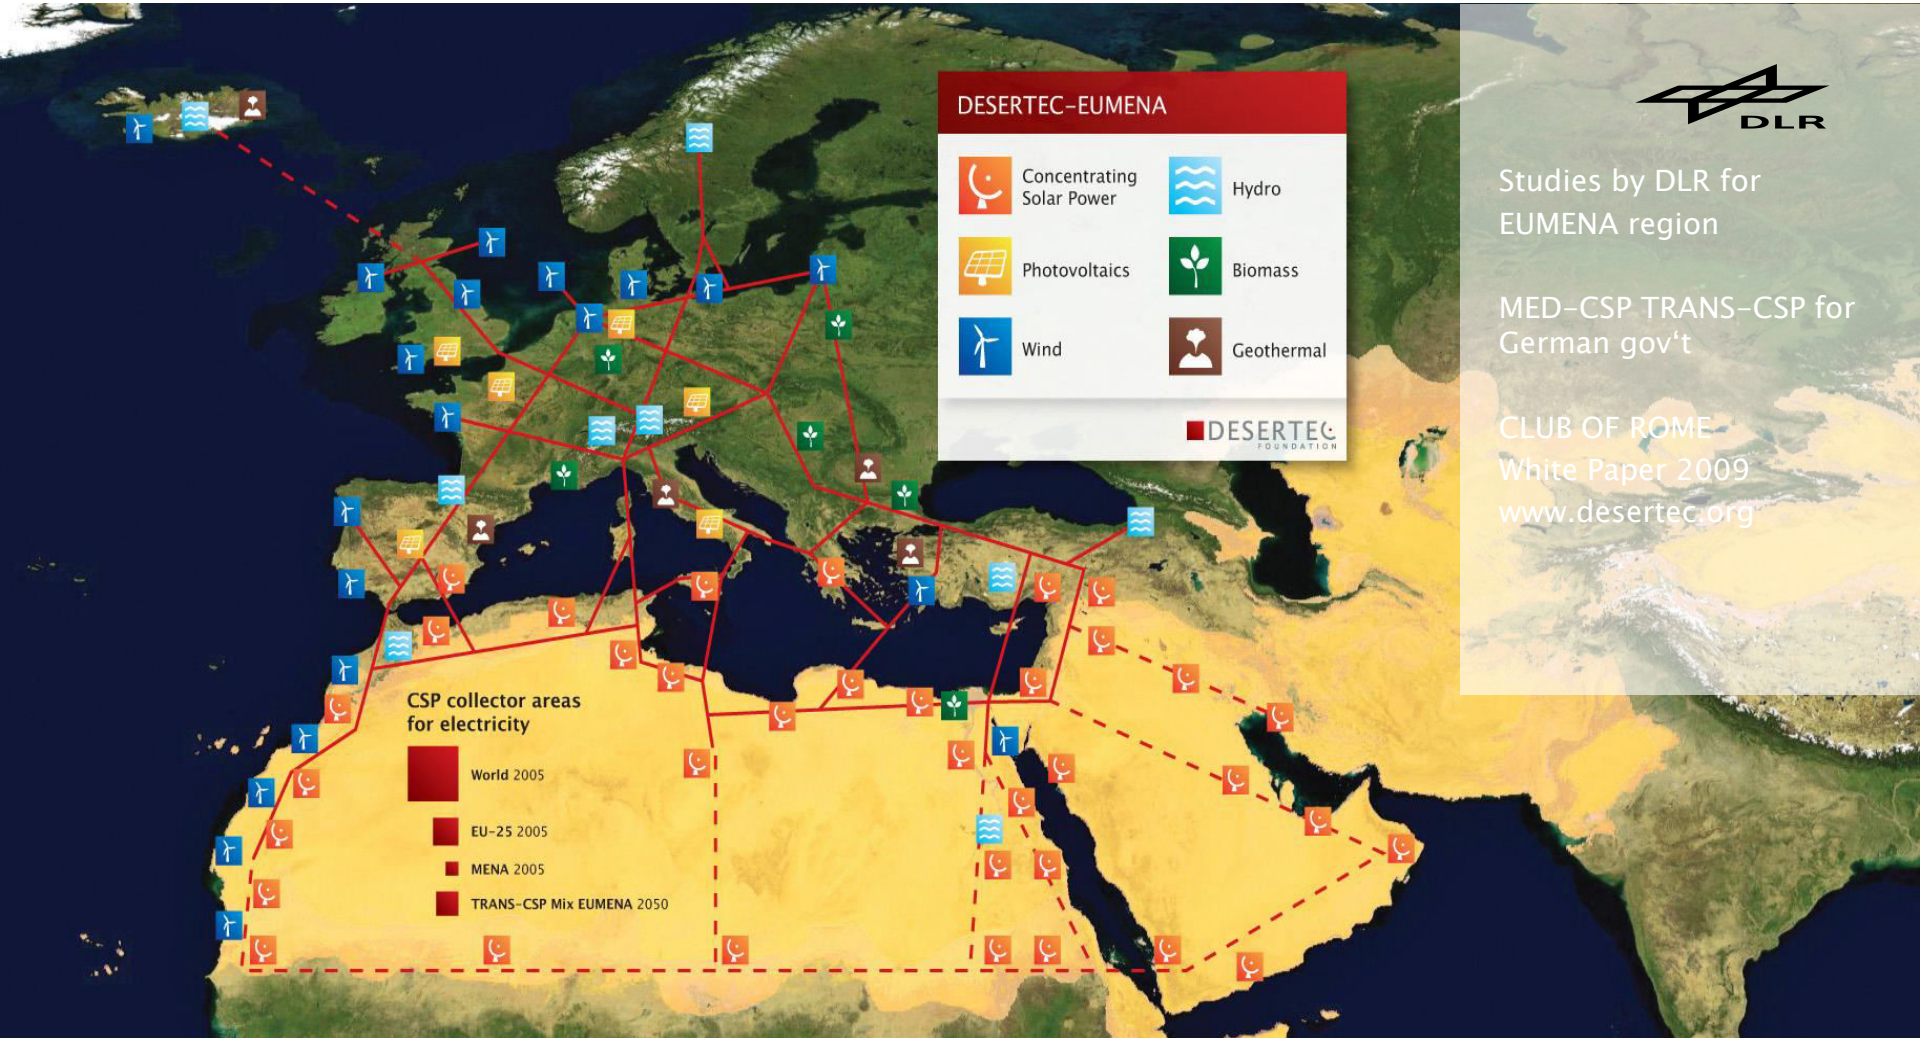 DESERTEC-EUMENA
Concentrating
Solar Power
Hydro
Photovoltaics
Biomass
Wind
Geothermal
DESERTEC
FOUNDATION
DLR
Studies by DLR for
EUMENA region
MED-CSP TRANS-CSP for
German gov‘t
CLUB OF ROME
White Paper 2009
www.desertec.org
CSP collector areas
for electricity
World 2005
EU-25 2005
MENA 2005
TRANS-CSP Mix EUMENA 2050